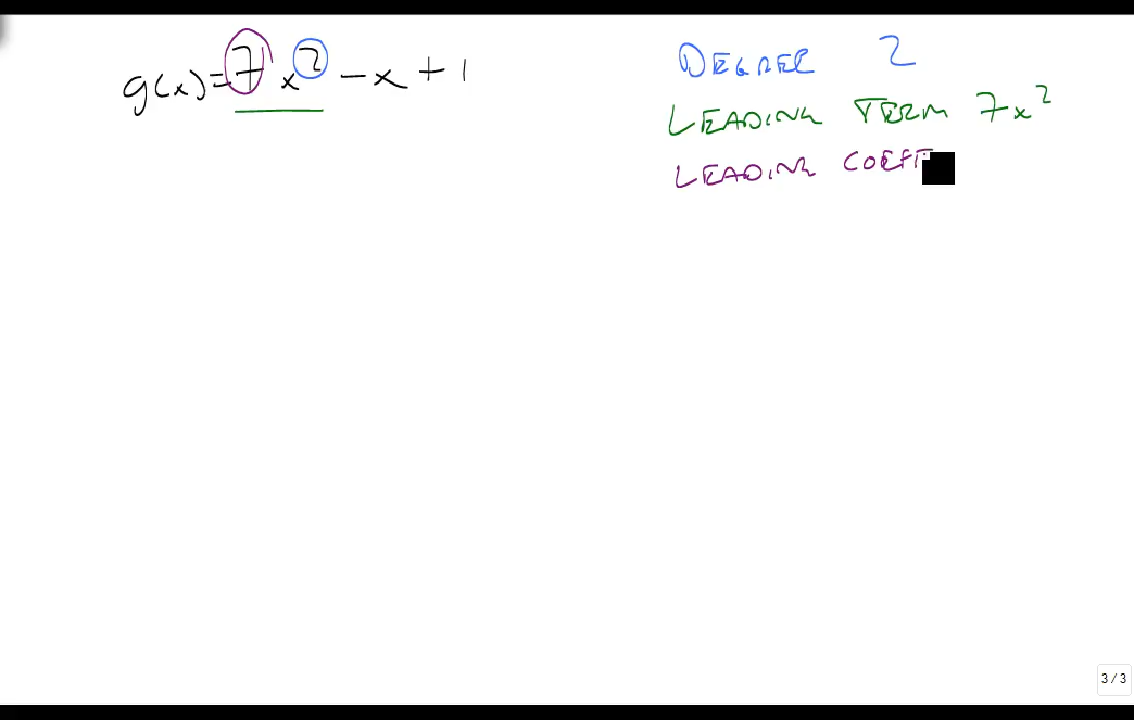 g(x)=7x² -x+1
DEGREE 2
LEADING TERM 7x²
LEADING COEFF
3/3